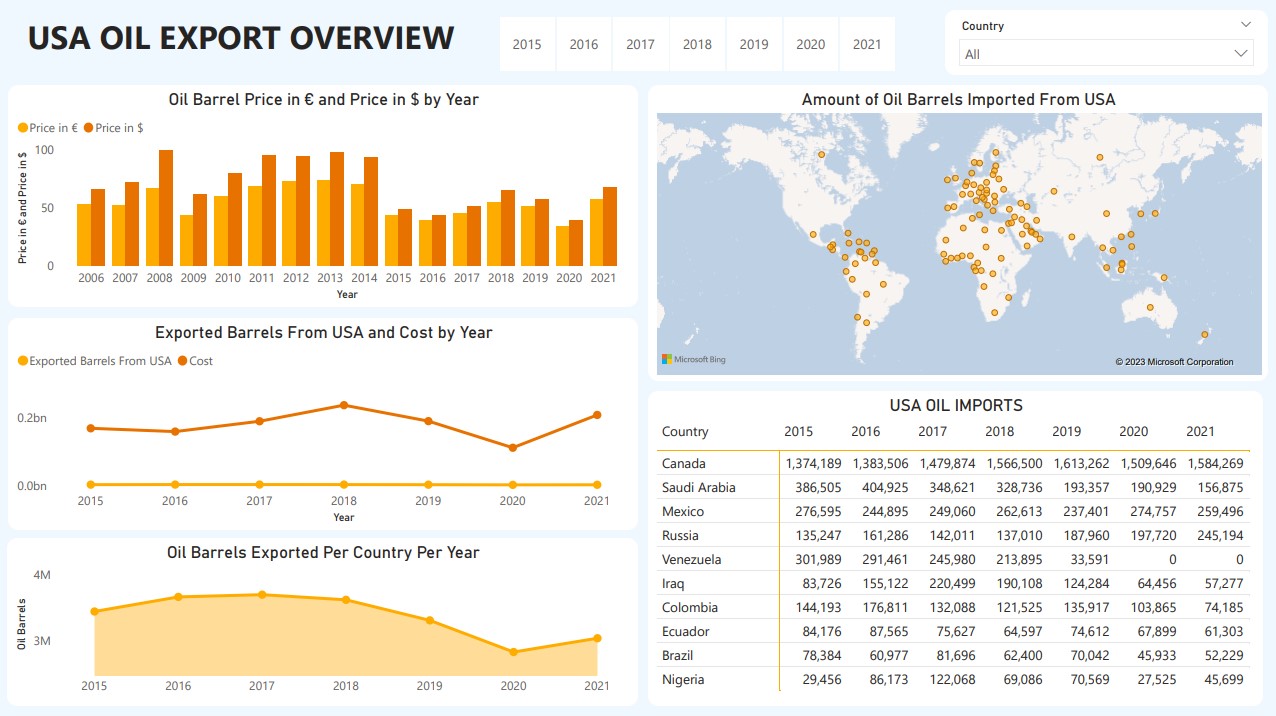 USA OIL EXPORT OVERVIEW
2015 2016 2017 2018 2019 2020 2021
Country
All
Oil Barrel Price in € and Price in $ by Year
Price in € Price in $
Price in € and Price in $
100
50
0
2006 2007 2008 2009 2010 2011 2012 2013 2014 2015 2016 2017 2018 2019 2020 2021
Year
Exported Barrels From USA and Cost by Year
Exported Barrels From USA Cost
0.2bn
0.0bn
2015 2016 2017 2018 2019 2020 2021
Year
Oil Barrels Exported Per Country Per Year
Oil Barrels
4M
3M
2015 2016 2017 2018 2019 2020 2021
Amount of Oil Barrels Imported From USA
Microsoft Bing
© 2023 Microsoft Corporation
USA OIL IMPORTS
Country 2015 2016 2017 2018 2019 2020 2021
Canada 1,374,189 1,383,506 1,479,874 1,566,500 1,613,262 1,509,646 1,584,269
Saudi Arabia 386,505 404,925 348,621 328,736 193,357 190,929 156,875
Mexico 276,595 244,895 249,060 262,613 237,401 274,757 259,496
Russia 135,247 161,286 142,011 137,010 187,960 197,720 245,194
Venezuela 301,989 291,461 245,980 213,895 33,591 0 0
Iraq 83,726 155,122 220,499 190,108 124,284 64,456 57,277
Colombia 144,193 176,811 132,088 121,525 135,917 103,865 74,185
Ecuador 84,176 87,565 75,627 64,597 74,612 67,899 61,303
Brazil 78,384 60,977 81,696 62,400 70,042 45,933 52,229
Nigeria 29,456 86,173 122,068 69,086 70,569 27,525 45,699